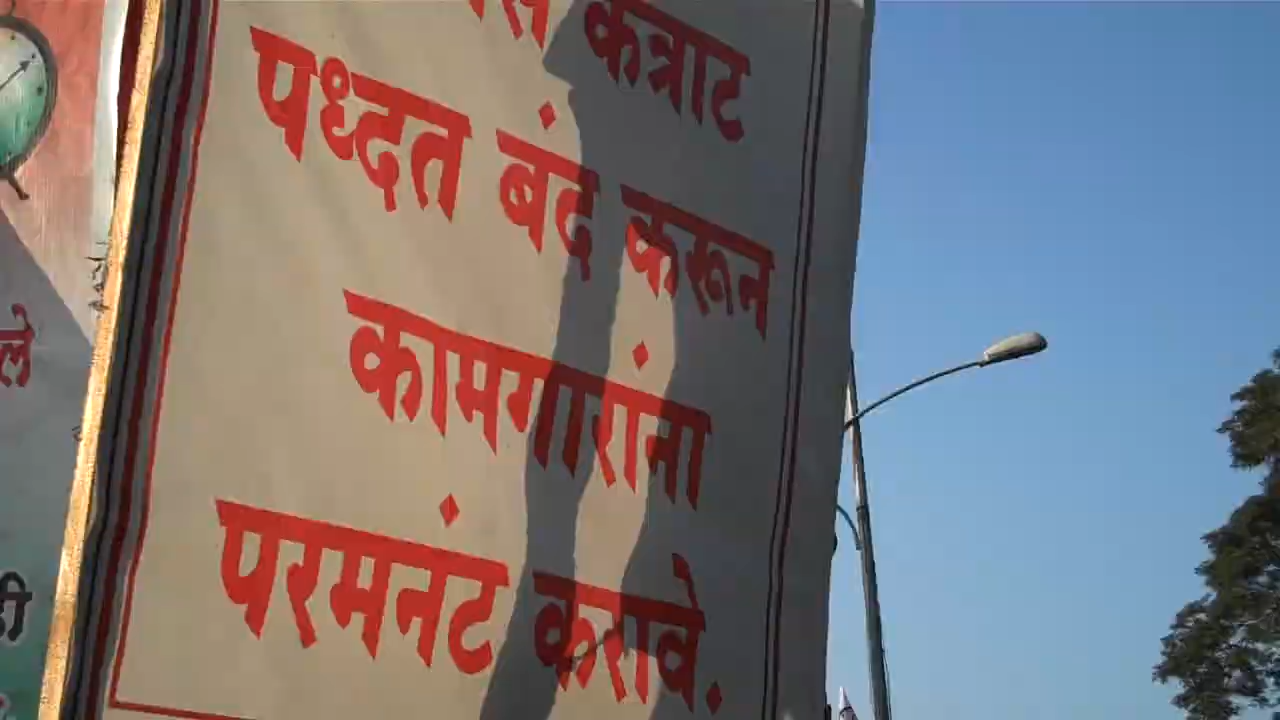 कंत्राट
पध्दत बंद करून
कामगारांना
परमनंट करावे.
ले
ही